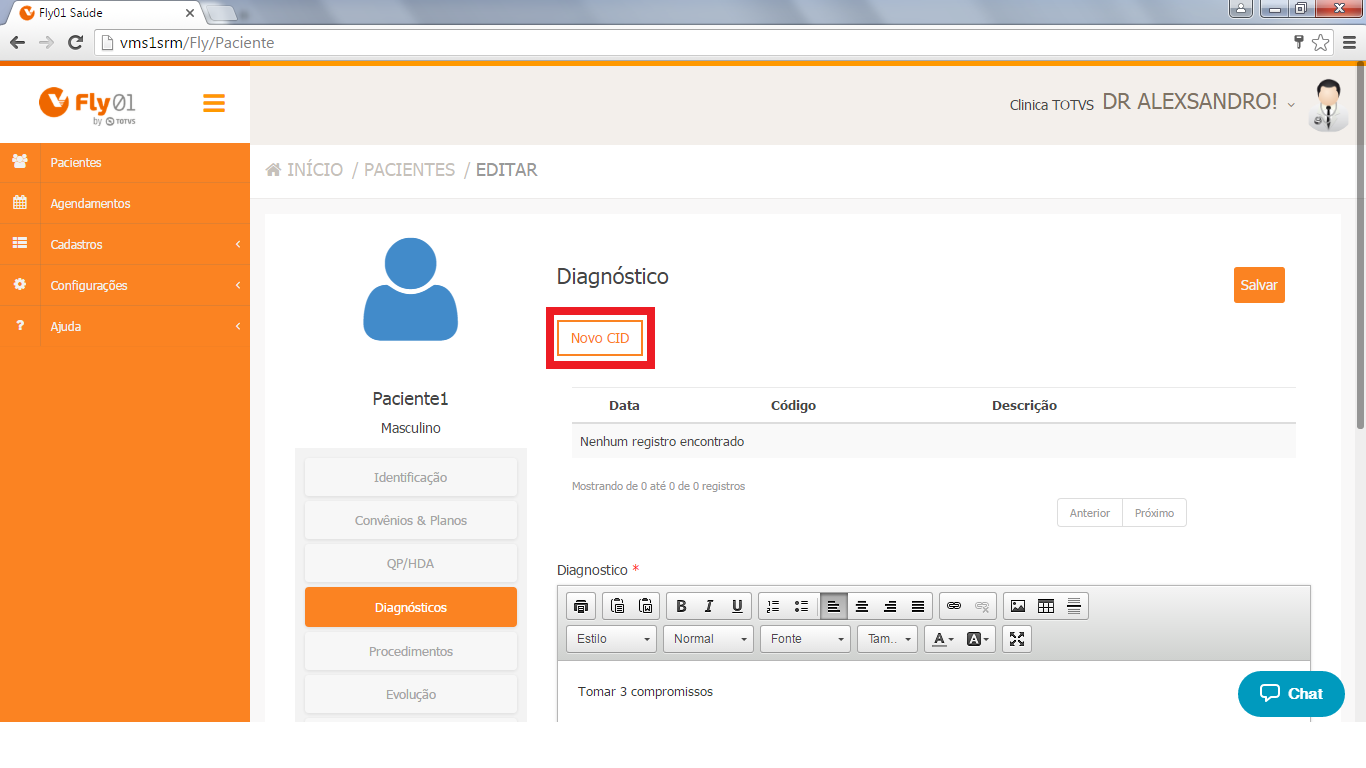 Fly01 Saúde
vms1srm/Fly/Paciente
Fly01
by TOTVS
Clinica TOTVS DR ALEXSANDRO!
Pacientes
Agendamentos
Cadastros
Configurações
Ajuda
INÍCIO / PACIENTES / EDITAR
Paciente1
Masculino
Identificação
Convênios & Planos
QP/HDA
Diagnósticos
Procedimentos
Evolução
Diagnóstico
Salvar
Novo CID
Data Código Descrição
Nenhum registro encontrado
Mostrando de 0 até 0 de 0 registros
Anterior Próximo
Diagnostico *
B I U
Estilo Normal Fonte Tam.. A A
Tomar 3 compromissos
Chat